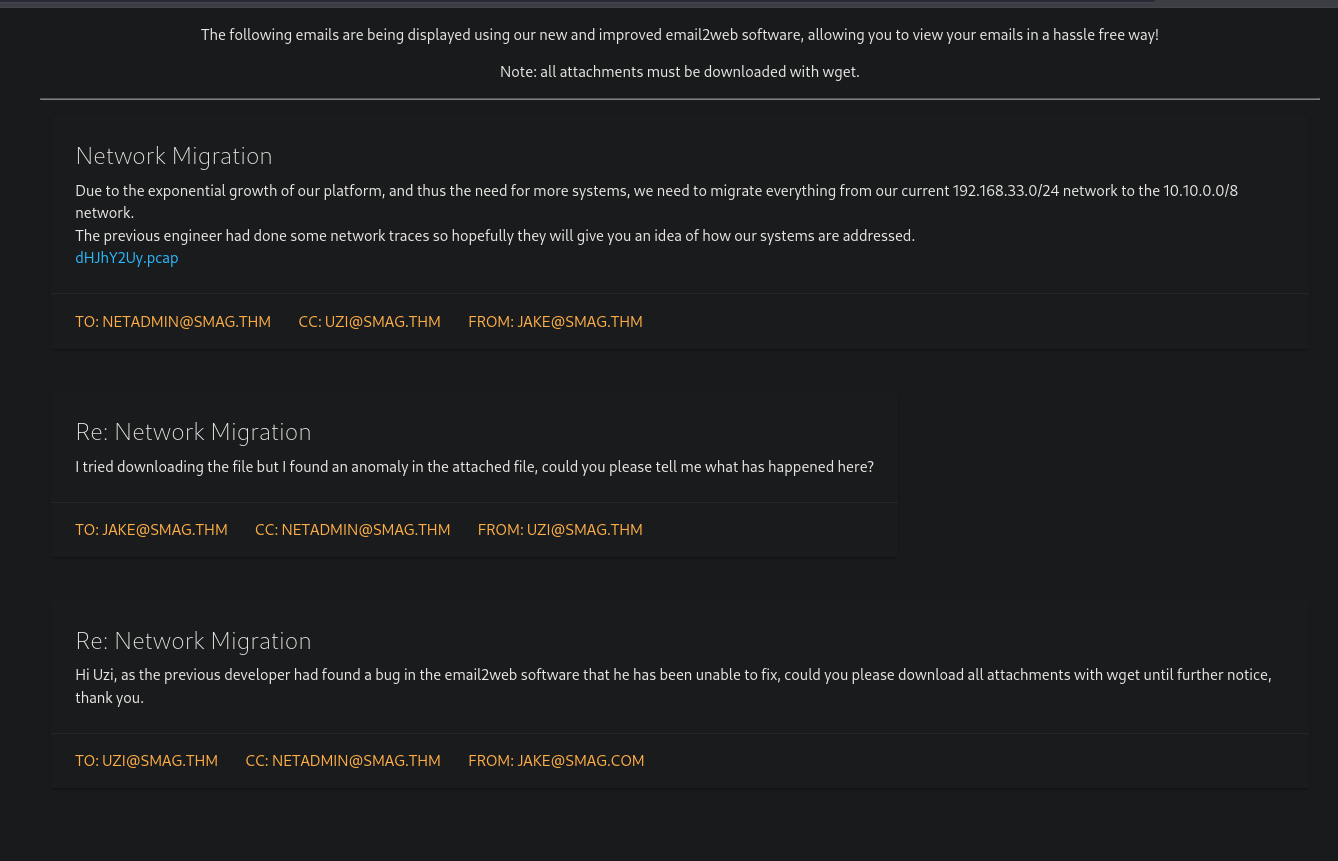 The following emails are being displayed using our new and improved email2web software, allowing you to view your emails in a hassle free way!
Note: all attachments must be downloaded with wget.
Network Migration
Due to the exponential growth of our platform, and thus the need for more systems, we need to migrate everything from our current 192.168.33.0/24 network to the 10.10.0.0/8
network.
The previous engineer had done some network traces so hopefully they will give you an idea of how our systems are addressed.
dHJhY2Uy.pcap
TO: NETADMIN@SMAG.THM CC: UZI@SMAG.THM FROM: JAKE@SMAG.THM
Re: Network Migration
I tried downloading the file but I found an anomaly in the attached file, could you please tell me what has happened here?
TO: JAKE@SMAG.THM CC: NETADMIN@SMAG.THM FROM: UZI@SMAG.THM
Re: Network Migration
Hi Uzi, as the previous developer had found a bug in the email2web software that he has been unable to fix, could you please download all attachments with wget until further notice,
thank you.
TO: UZI@SMAG.THM CC: NETADMIN@SMAG.THM FROM: JAKE@SMAG.COM